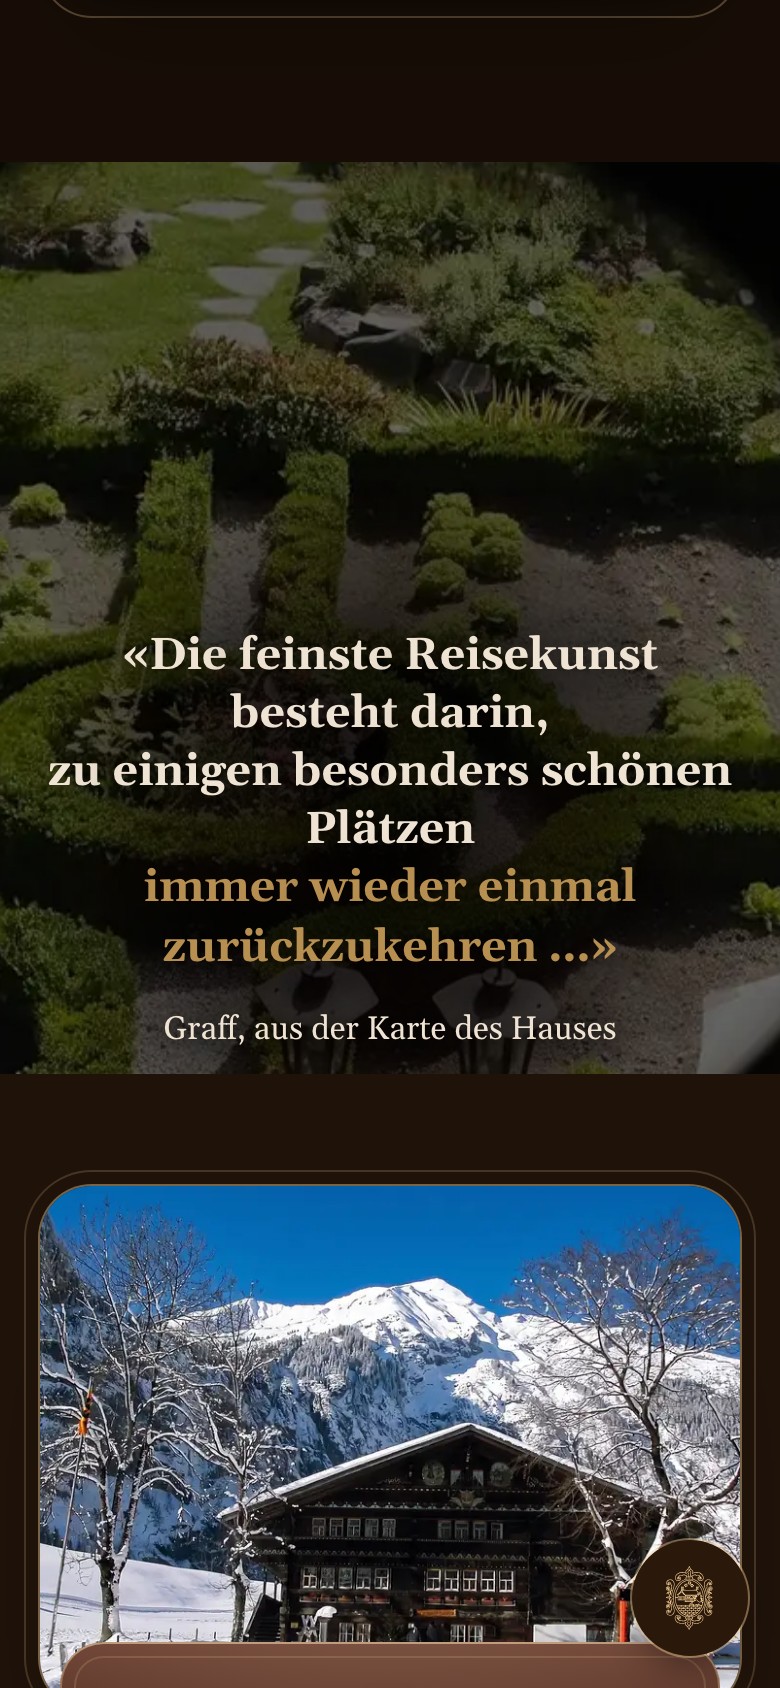 «Die feinste Reisekunst
besteht darin,
zu einigen besonders schönen
Plätzen
immer wieder einmal
zurückzukehren ...»
Graff, aus der Karte des Hauses